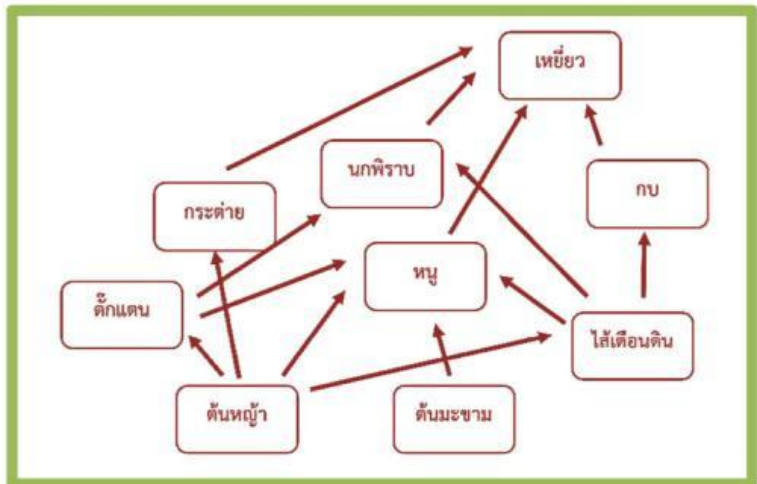 เหยี่ยว
นกพิราบ
กบ
กระต่าย
หนู
ตั๊กแตน
ไส้เดือนดิน
ต้นหญ้า
ต้นมะขาม